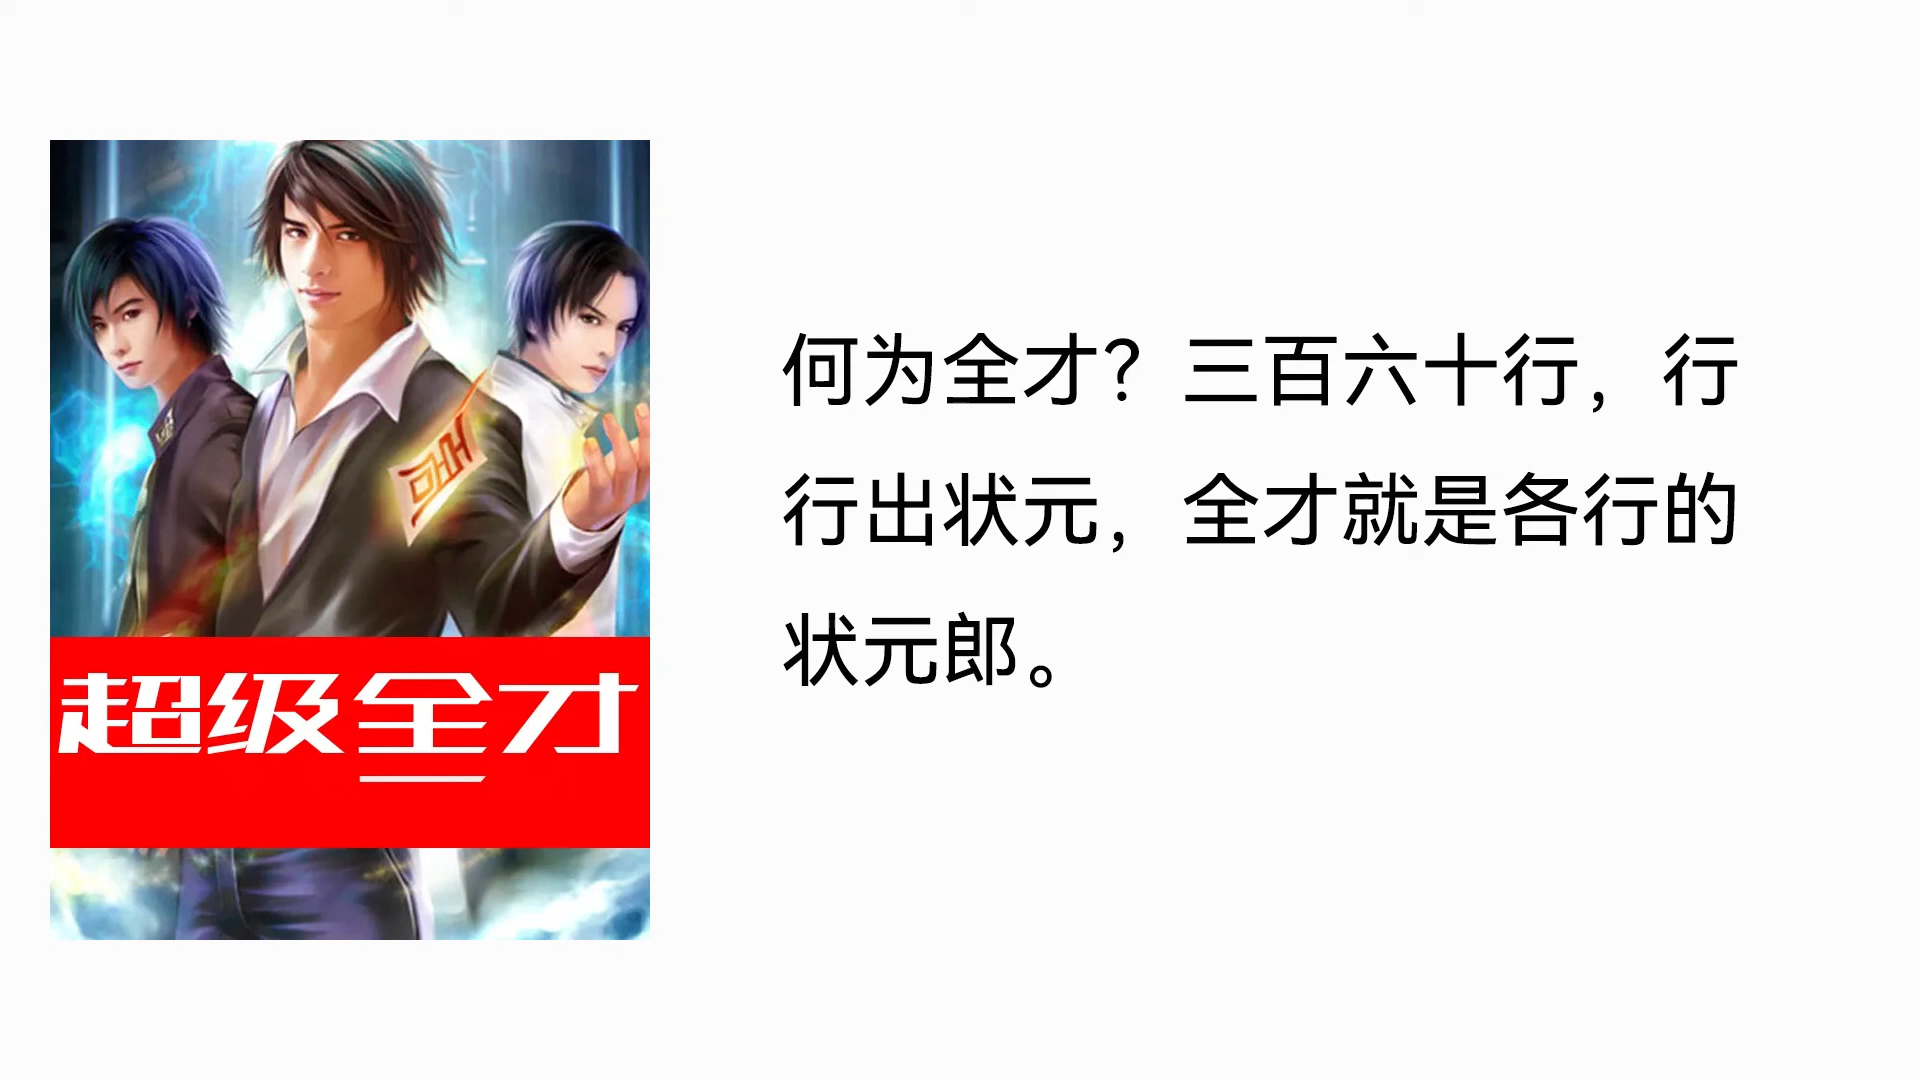 超级全才
何为全才？三百六十行，行
行出状元，全才就是各行的
状元郎。